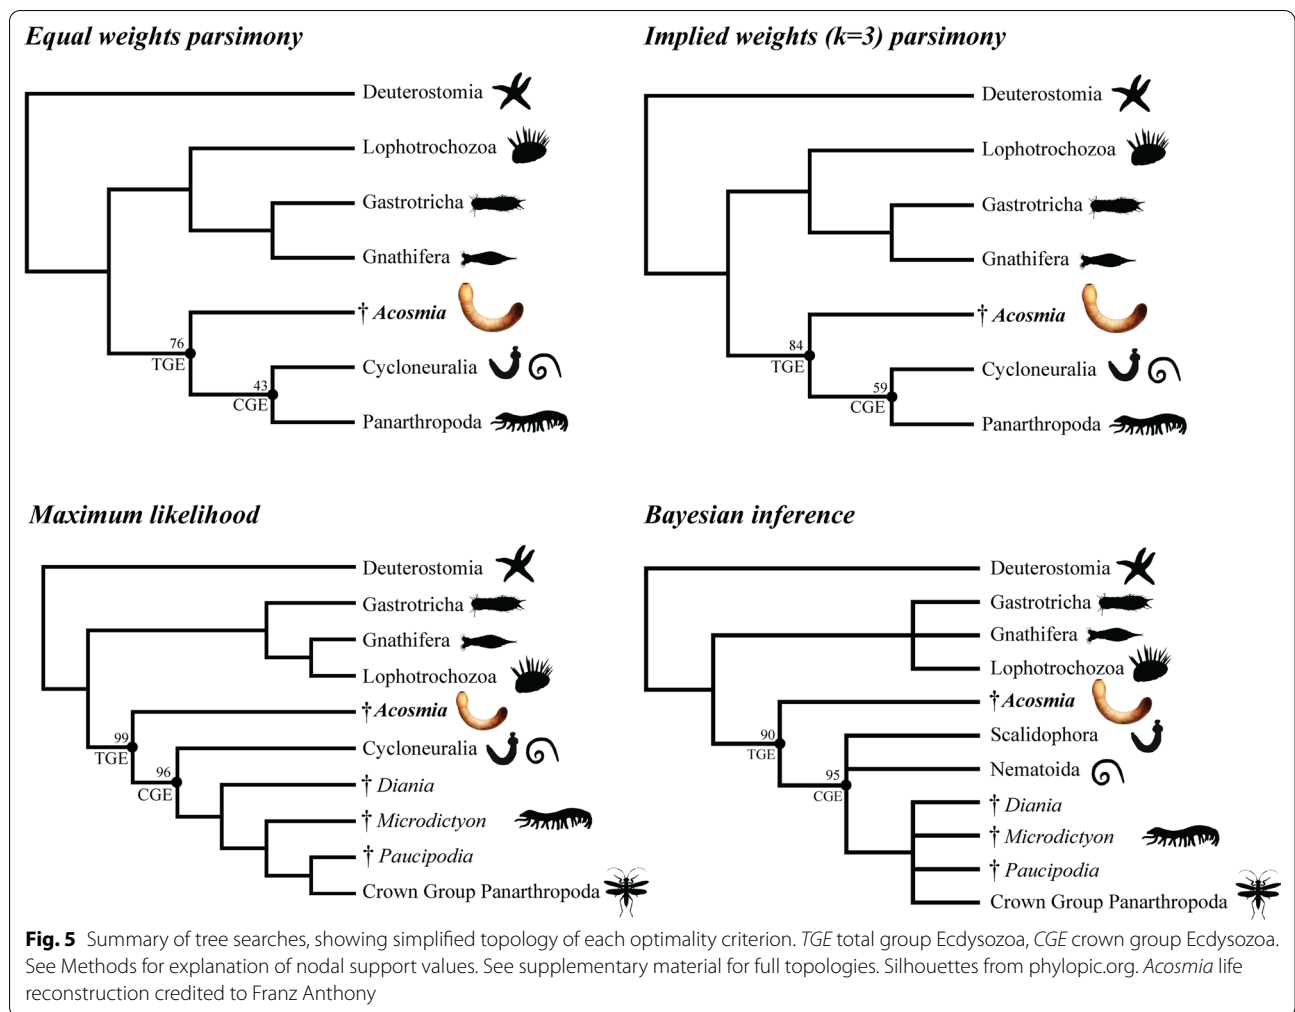 Equal weights parsimony
Deuterostomia
Lophotrochozoa
Gastrotricha
Gnathifera
† Acosmia
76
TGE
Cycloneuralia
43
CGE
Panarthropoda
Implied weights (k=3) parsimony
Deuterostomia
Lophotrochozoa
Gastrotricha
Gnathifera
† Acosmia
84
TGE
Cycloneuralia
59
CGE
Panarthropoda
Maximum likelihood
Deuterostomia
Gastrotricha
Gnathifera
Lophotrochozoa
† Acosmia
99
TGE
Cycloneuralia
96
CGE
† Diania
† Microdictyon
† Paucipodia
Crown Group Panarthropoda
Bayesian inference
Deuterostomia
Gastrotricha
Gnathifera
Lophotrochozoa
† Acosmia
90
TGE
Scalidophora
Nematoida
95
CGE
† Diania
† Microdictyon
† Paucipodia
Crown Group Panarthropoda
Fig. 5 Summary of tree searches, showing simplified topology of each optimality criterion. TGE total group Ecdysozoa, CGE crown group Ecdysozoa.
See Methods for explanation of nodal support values. See supplementary material for full topologies. Silhouettes from phylopic.org. Acosmia life
reconstruction credited to Franz Anthony